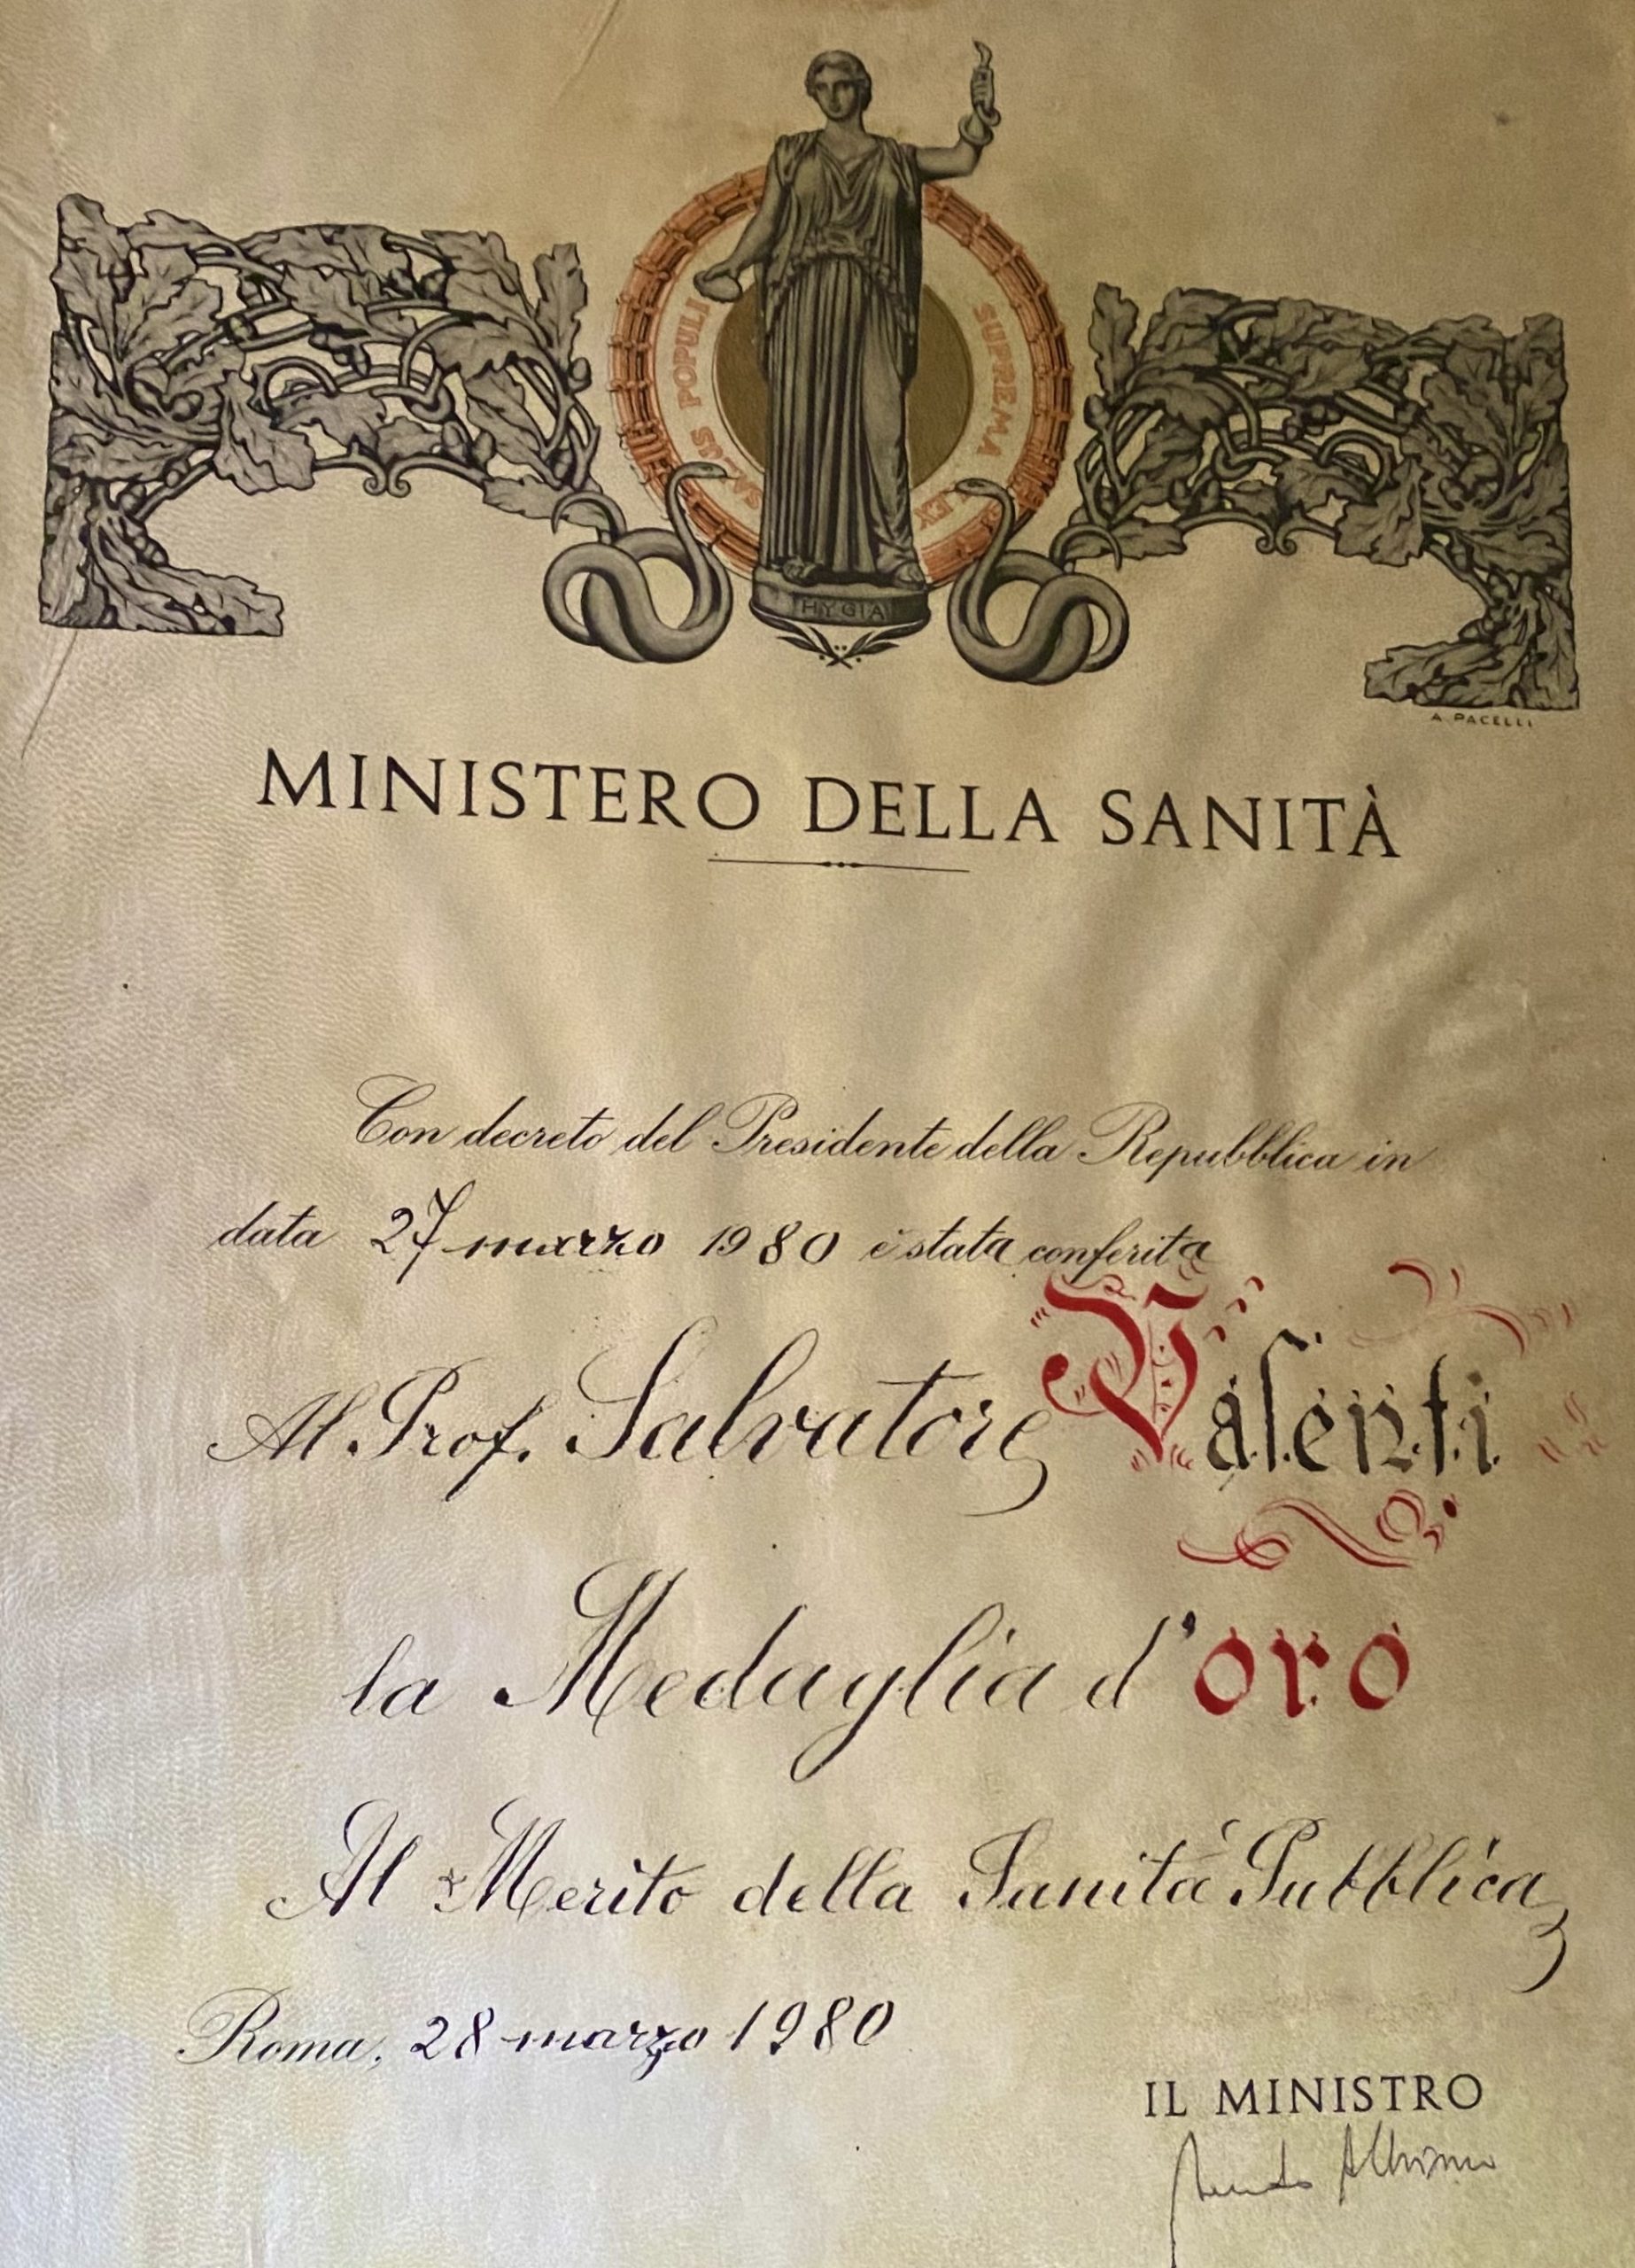 SALUS POPULI SUPREMA LEX
HYGIA
A. PACELLI
MINISTERO DELLA SANITÀ
Con decreto del Presidente della Repubblica in
data 27 marzo 1980 è stata conferita
Al Prof. Salvatore Valenti
la Medaglia d'oro
Al Merito della Sanità Pubblica
Roma, 28 marzo 1980
IL MINISTRO